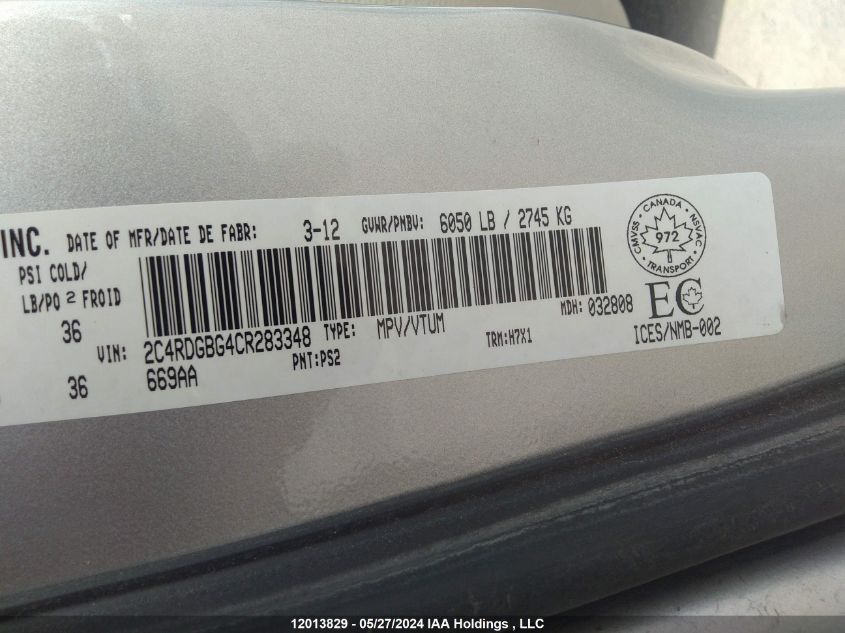 INC. DATE OF MFR/DATE DE FABR: 3-12 GVWR/PNBV: 6050 LB / 2745 KG
PSI COLD/
LB/PO 2 FROID
36
36
VIN: 2C4RDGBG4CR283348 TYPE: MPV/VTUM MDH: 032808
669AA PNT:PS2 TRM:H7X1
CANADA
CMVSS 972 NSVAC
TRANSPORT
EC
ICES/NMB-002
12013829 - 05/27/2024 IAA Holdings , LLC